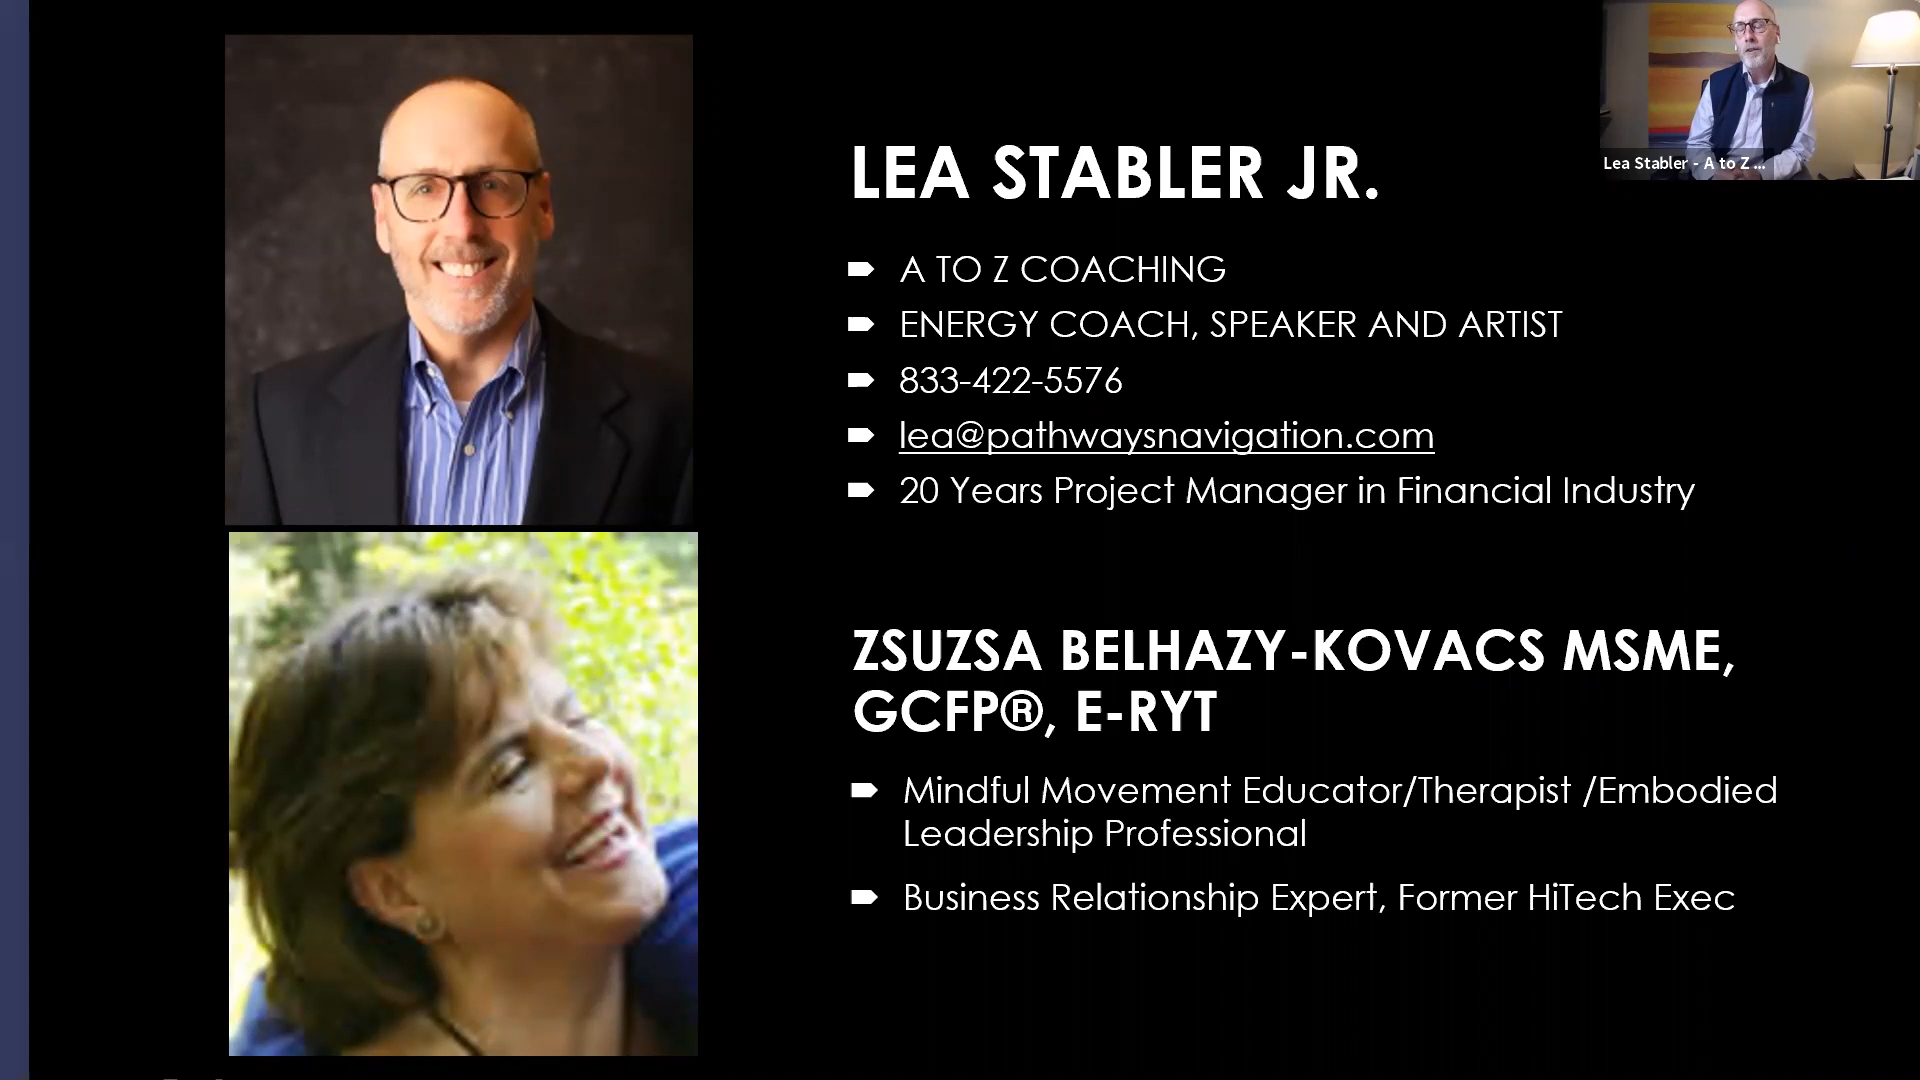 LEA STABLER JR.
A TO Z COACHING
ENERGY COACH, SPEAKER AND ARTIST
833-422-5576
lea@pathwaysnavigation.com
20 Years Project Manager in Financial Industry
ZSUZSA BELHAZY-KOVACS MSME,
GCFP®, E-RYT
Mindful Movement Educator/Therapist /Embodied
Leadership Professional
Business Relationship Expert, Former HiTech Exec
Lea Stabler - A to Z ...